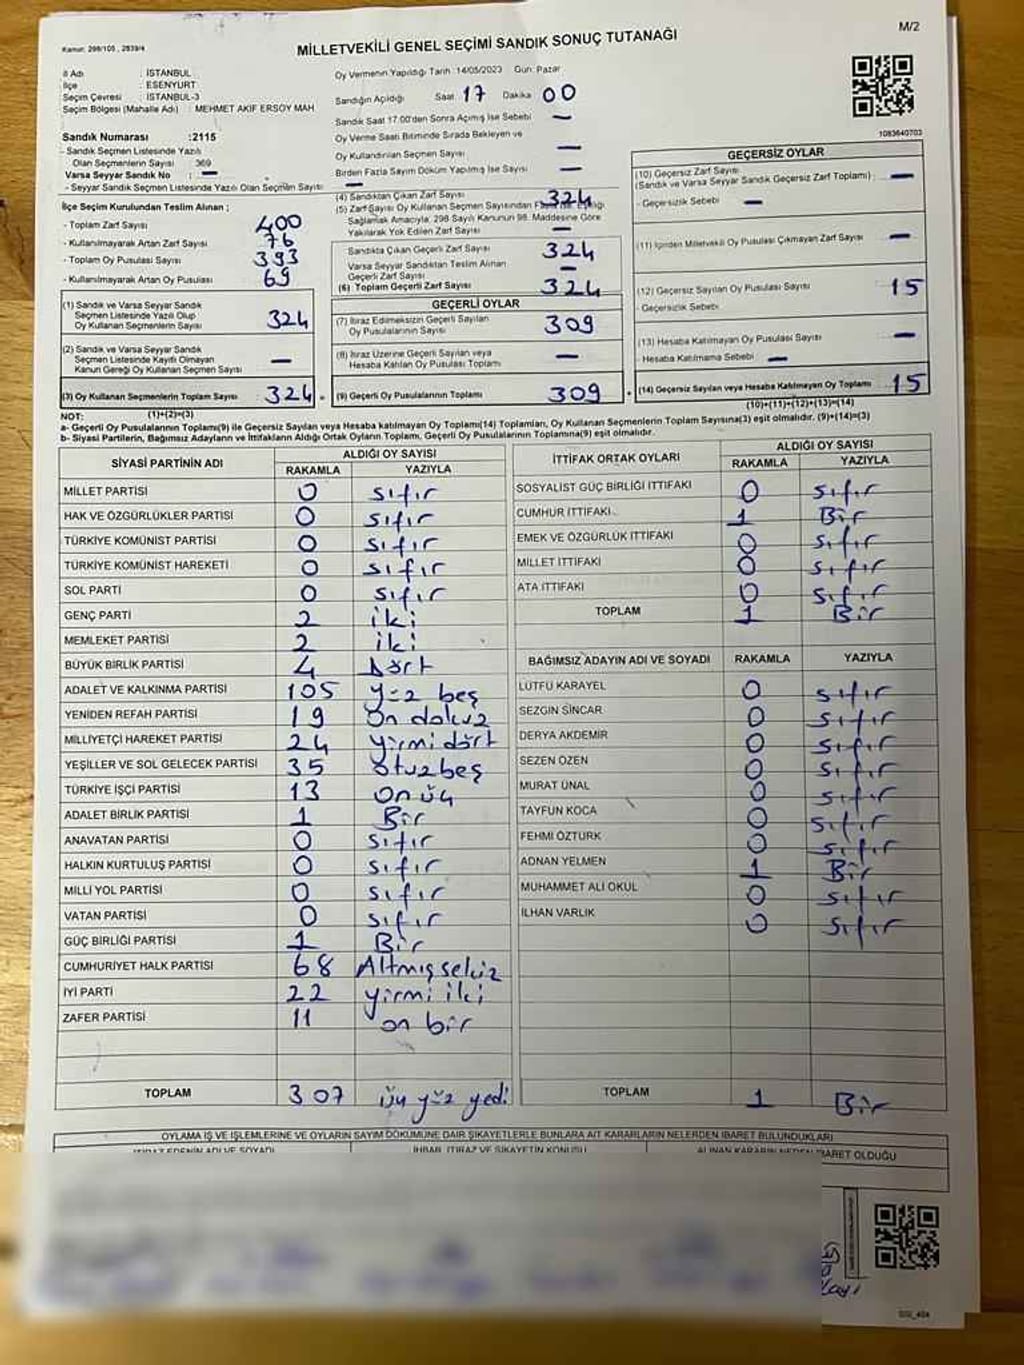 M/2
Kanun: 298/105 , 2839/4
MİLLETVEKİLİ GENEL SEÇİMİ SANDIK SONUÇ TUTANAĞI
İl Adı : İSTANBUL
İlçe : ESENYURT
Seçim Çevresi : İSTANBUL-3
Seçim Bölgesi (Mahalle Adı) : MEHMET AKİF ERSOY MAH.
Sandık Numarası : 2115
- Sandık Seçmen Listesinde Yazılı
Olan Seçmenlerin Sayısı 369
Varsa Seyyar Sandık No : —
- Seyyar Sandık Seçmen Listesinde Yazılı Olan Seçmen Sayısı : —
İlçe Seçim Kurulundan Teslim Alınan ;
- Toplam Zarf Sayısı 400
- Kullanılmayarak Artan Zarf Sayısı 76
- Toplam Oy Pusulası Sayısı 393
- Kullanılmayarak Artan Oy Pusulası 69
(1) Sandık ve Varsa Seyyar Sandık
Seçmen Listesinde Yazılı Olup
Oy Kullanan Seçmenlerin Sayısı 324
(2) Sandık ve Varsa Seyyar Sandık
Seçmen Listesinde Kayıtlı Olmayan
Kanun Gereği Oy Kullanan Seçmen Sayısı —
(3) Oy Kullanan Seçmenlerin Toplam Sayısı 324
(1)+(2)=(3)
Oy Vermenin Yapıldığı Tarih :14/05/2023 Gün: Pazar
Sandığın Açıldığı Saat 17 Dakika 00
Sandık Saat 17.00'den Sonra Açılmış İse Sebebi —
Oy Verme Saati Bitiminde Sırada Bekleyen ve
Oy Kullandırılan Seçmen Sayısı —
Birden Fazla Sayım Döküm Yapılmış İse Sayısı —
(4) Sandıktan Çıkan Zarf Sayısı 324
(5) Zarf Sayısı Oy Kullanan Seçmen Sayısından Eşitliği
Sağlamak Amacıyla, 298 Sayılı Kanunun 98. Maddesine Göre
Yakılarak Yok Edilen Zarf Sayısı —
Sandıkta Çıkan Geçerli Zarf Sayısı 324
Varsa Seyyar Sandıktan Teslim Alınan
Geçerli Zarf Sayısı —
(6) Toplam Geçerli Zarf Sayısı 324
GEÇERLİ OYLAR
(7) İtiraz Edilmeksizin Geçerli Sayılan
Oy Pusulalarının Sayısı 309
(8) İtiraz Üzerine Geçerli Sayılan veya
Hesaba Katılan Oy Pusulası Toplamı —
(9) Geçerli Oy Pusulalarının Toplamı 309
1083640703
GEÇERSİZ OYLAR
(10) Geçersiz Zarf Sayısı
(Sandık ve Varsa Seyyar Sandık Geçersiz Zarf Toplamı) : —
- Geçersizlik Sebebi —
(11) İçinden Milletvekili Oy Pusulası Çıkmayan Zarf Sayısı —
(12) Geçersiz Sayılan Oy Pusulası Sayısı 15
- Geçersizlik Sebebi:
(13) Hesaba Katılmayan Oy Pusulası Sayısı —
- Hesaba Katılmama Sebebi —
(14) Geçersiz Sayılan veya Hesaba Katılmayan Oy Toplamı 15
(10)+(11)+(12)+(13)=(14)
NOT:
a- Geçerli Oy Pusulalarının Toplamı(9) ile Geçersiz Sayılan veya Hesaba katılmayan Oy Toplamı(14) Toplamları, Oy Kullanan Seçmenlerin Toplam Sayısına(3) eşit olmalıdır. (9)+(14)=(3)
b- Siyasi Partilerin, Bağımsız Adayların ve İttifakların Aldığı Ortak Oyların Toplamı, Geçerli Oy Pusulalarının Toplamına(9) eşit olmalıdır.
SİYASİ PARTİNİN ADI ALDIĞI OY SAYISI
RAKAMLA YAZIYLA
MİLLET PARTİSİ 0 sıfır
HAK VE ÖZGÜRLÜKLER PARTİSİ 0 sıfır
TÜRKİYE KOMÜNİST PARTİSİ 0 sıfır
TÜRKİYE KOMÜNİST HAREKETİ 0 sıfır
SOL PARTİ 0 sıfır
GENÇ PARTİ 2 iki
MEMLEKET PARTİSİ 2 iki
BÜYÜK BİRLİK PARTİSİ 4 Dört
ADALET VE KALKINMA PARTİSİ 105 yüz beş
YENİDEN REFAH PARTİSİ 19 on dokuz
MİLLİYETÇİ HAREKET PARTİSİ 24 yirmi dört
YEŞİLLER VE SOL GELECEK PARTİSİ 35 otuz beş
TÜRKİYE İŞÇİ PARTİSİ 13 on üç
ADALET BİRLİK PARTİSİ 1 Bir
ANAVATAN PARTİSİ 0 sıfır
HALKIN KURTULUŞ PARTİSİ 0 sıfır
MİLLİ YOL PARTİSİ 0 sıfır
VATAN PARTİSİ 0 sıfır
GÜÇ BİRLİĞİ PARTİSİ 1 Bir
CUMHURİYET HALK PARTİSİ 68 Altmış sekiz
İYİ PARTİ 22 yirmi iki
ZAFER PARTİSİ 11 on bir
TOPLAM 307 üç yüz yedi
İTTİFAK ORTAK OYLARI ALDIĞI OY SAYISI
RAKAMLA YAZIYLA
SOSYALİST GÜÇ BİRLİĞİ İTTİFAKI 0 sıfır
CUMHUR İTTİFAKI 1 Bir
EMEK VE ÖZGÜRLÜK İTTİFAKI 0 sıfır
MİLLET İTTİFAKI 0 sıfır
ATA İTTİFAKI 0 sıfır
TOPLAM 1 Bir
BAĞIMSIZ ADAYIN ADI VE SOYADI RAKAMLA YAZIYLA
LÜTFÜ KARAYEL 0 sıfır
SEZGİN SİNCAR 0 sıfır
DERYA AKDEMİR 0 sıfır
SEZEN ÖZEN 0 sıfır
MURAT ÜNAL 0 sıfır
TAYFUN KOCA 0 sıfır
FEHMİ ÖZTÜRK 0 sıfır
ADNAN YELMEN 1 Bir
MUHAMMET ALİ OKUL 0 sıfır
İLHAN VARLIK 0 sıfır
TOPLAM 1 Bir
OYLAMA İŞ VE İŞLEMLERİNE VE OYLARIN SAYIM DÖKÜMÜNE DAİR ŞİKAYETLERLE BUNLARA AİT KARARLARIN NELERDEN İBARET BULUNDUKLARI
İTİRAZ EDENİN ADI VE SOYADI İHBAR, İTİRAZ VE ŞİKAYETİN KONUSU ALINAN KARARIN NEDEN İBARET OLDUĞU